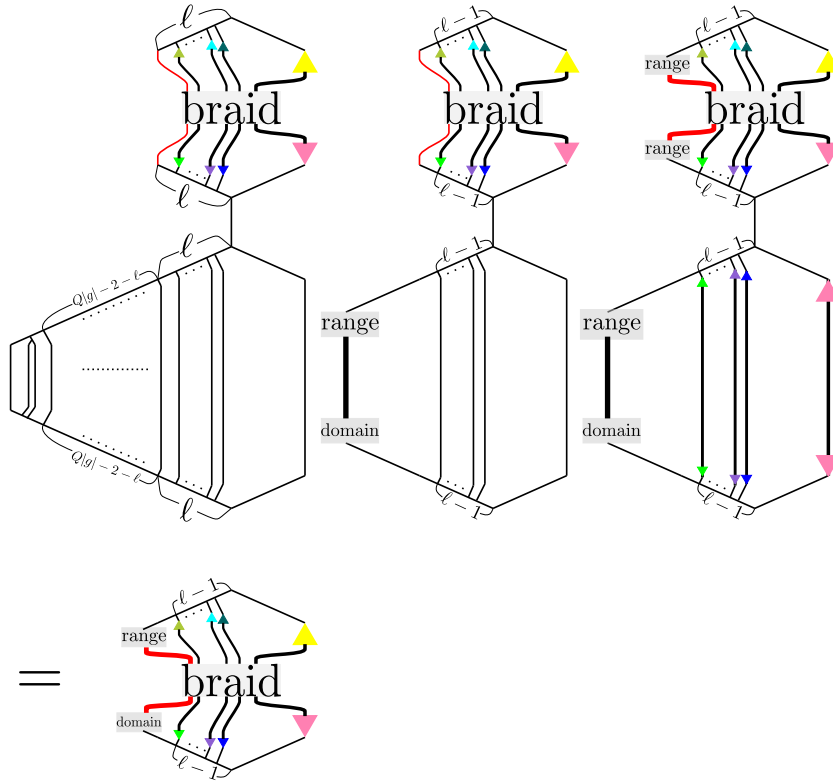 ℓ ℓ − 1 ℓ − 1
range
braid braid braid
range
ℓ ℓ − 1 ℓ − 1
ℓ ℓ − 1 ℓ − 1
Q|g| − 2 − ℓ
range range
domain domain
Q|g| − 2 − ℓ
ℓ ℓ − 1 ℓ − 1
ℓ − 1
range
= braid
domain
ℓ − 1